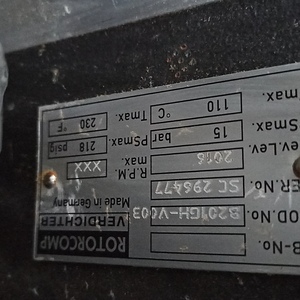 ROTORCOMP
VERDICHTER
Made in Germany
B-No.
OD.No. B201GH-V603
ER.No. SC 296477
ev.Lev. 2016 R.P.M. max. XXX
Smax. 15 bar PSmax. 218 psig
max. 110 °C Tmax. 230 °F